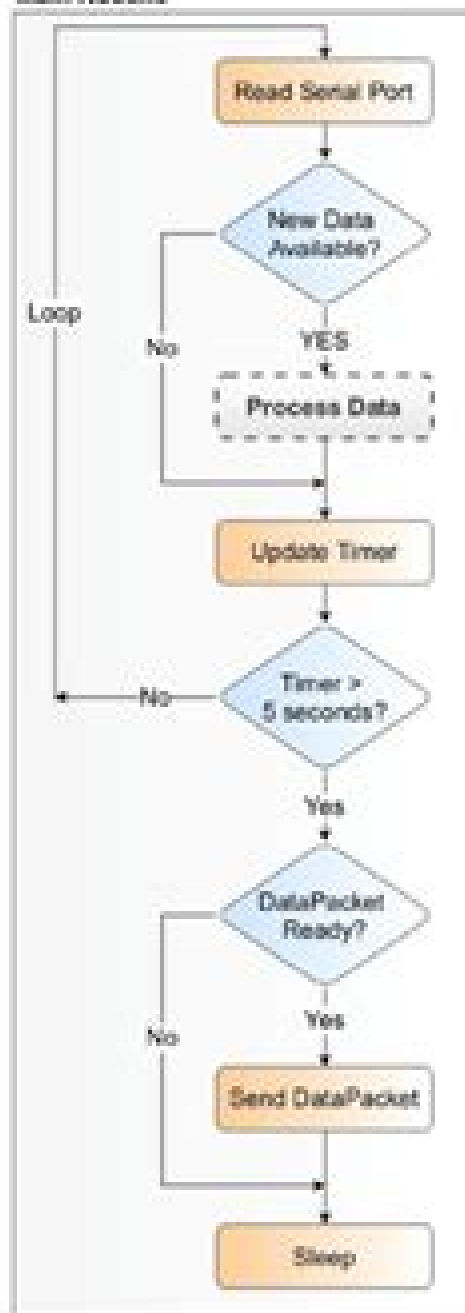 Read Serial Port
New Data
Available?
Loop
No
YES
Process Data
Update Timer
Timer >
5 seconds?
No
Yes
DataPacket
Ready?
Yes
No
Send DataPacket
Sleep